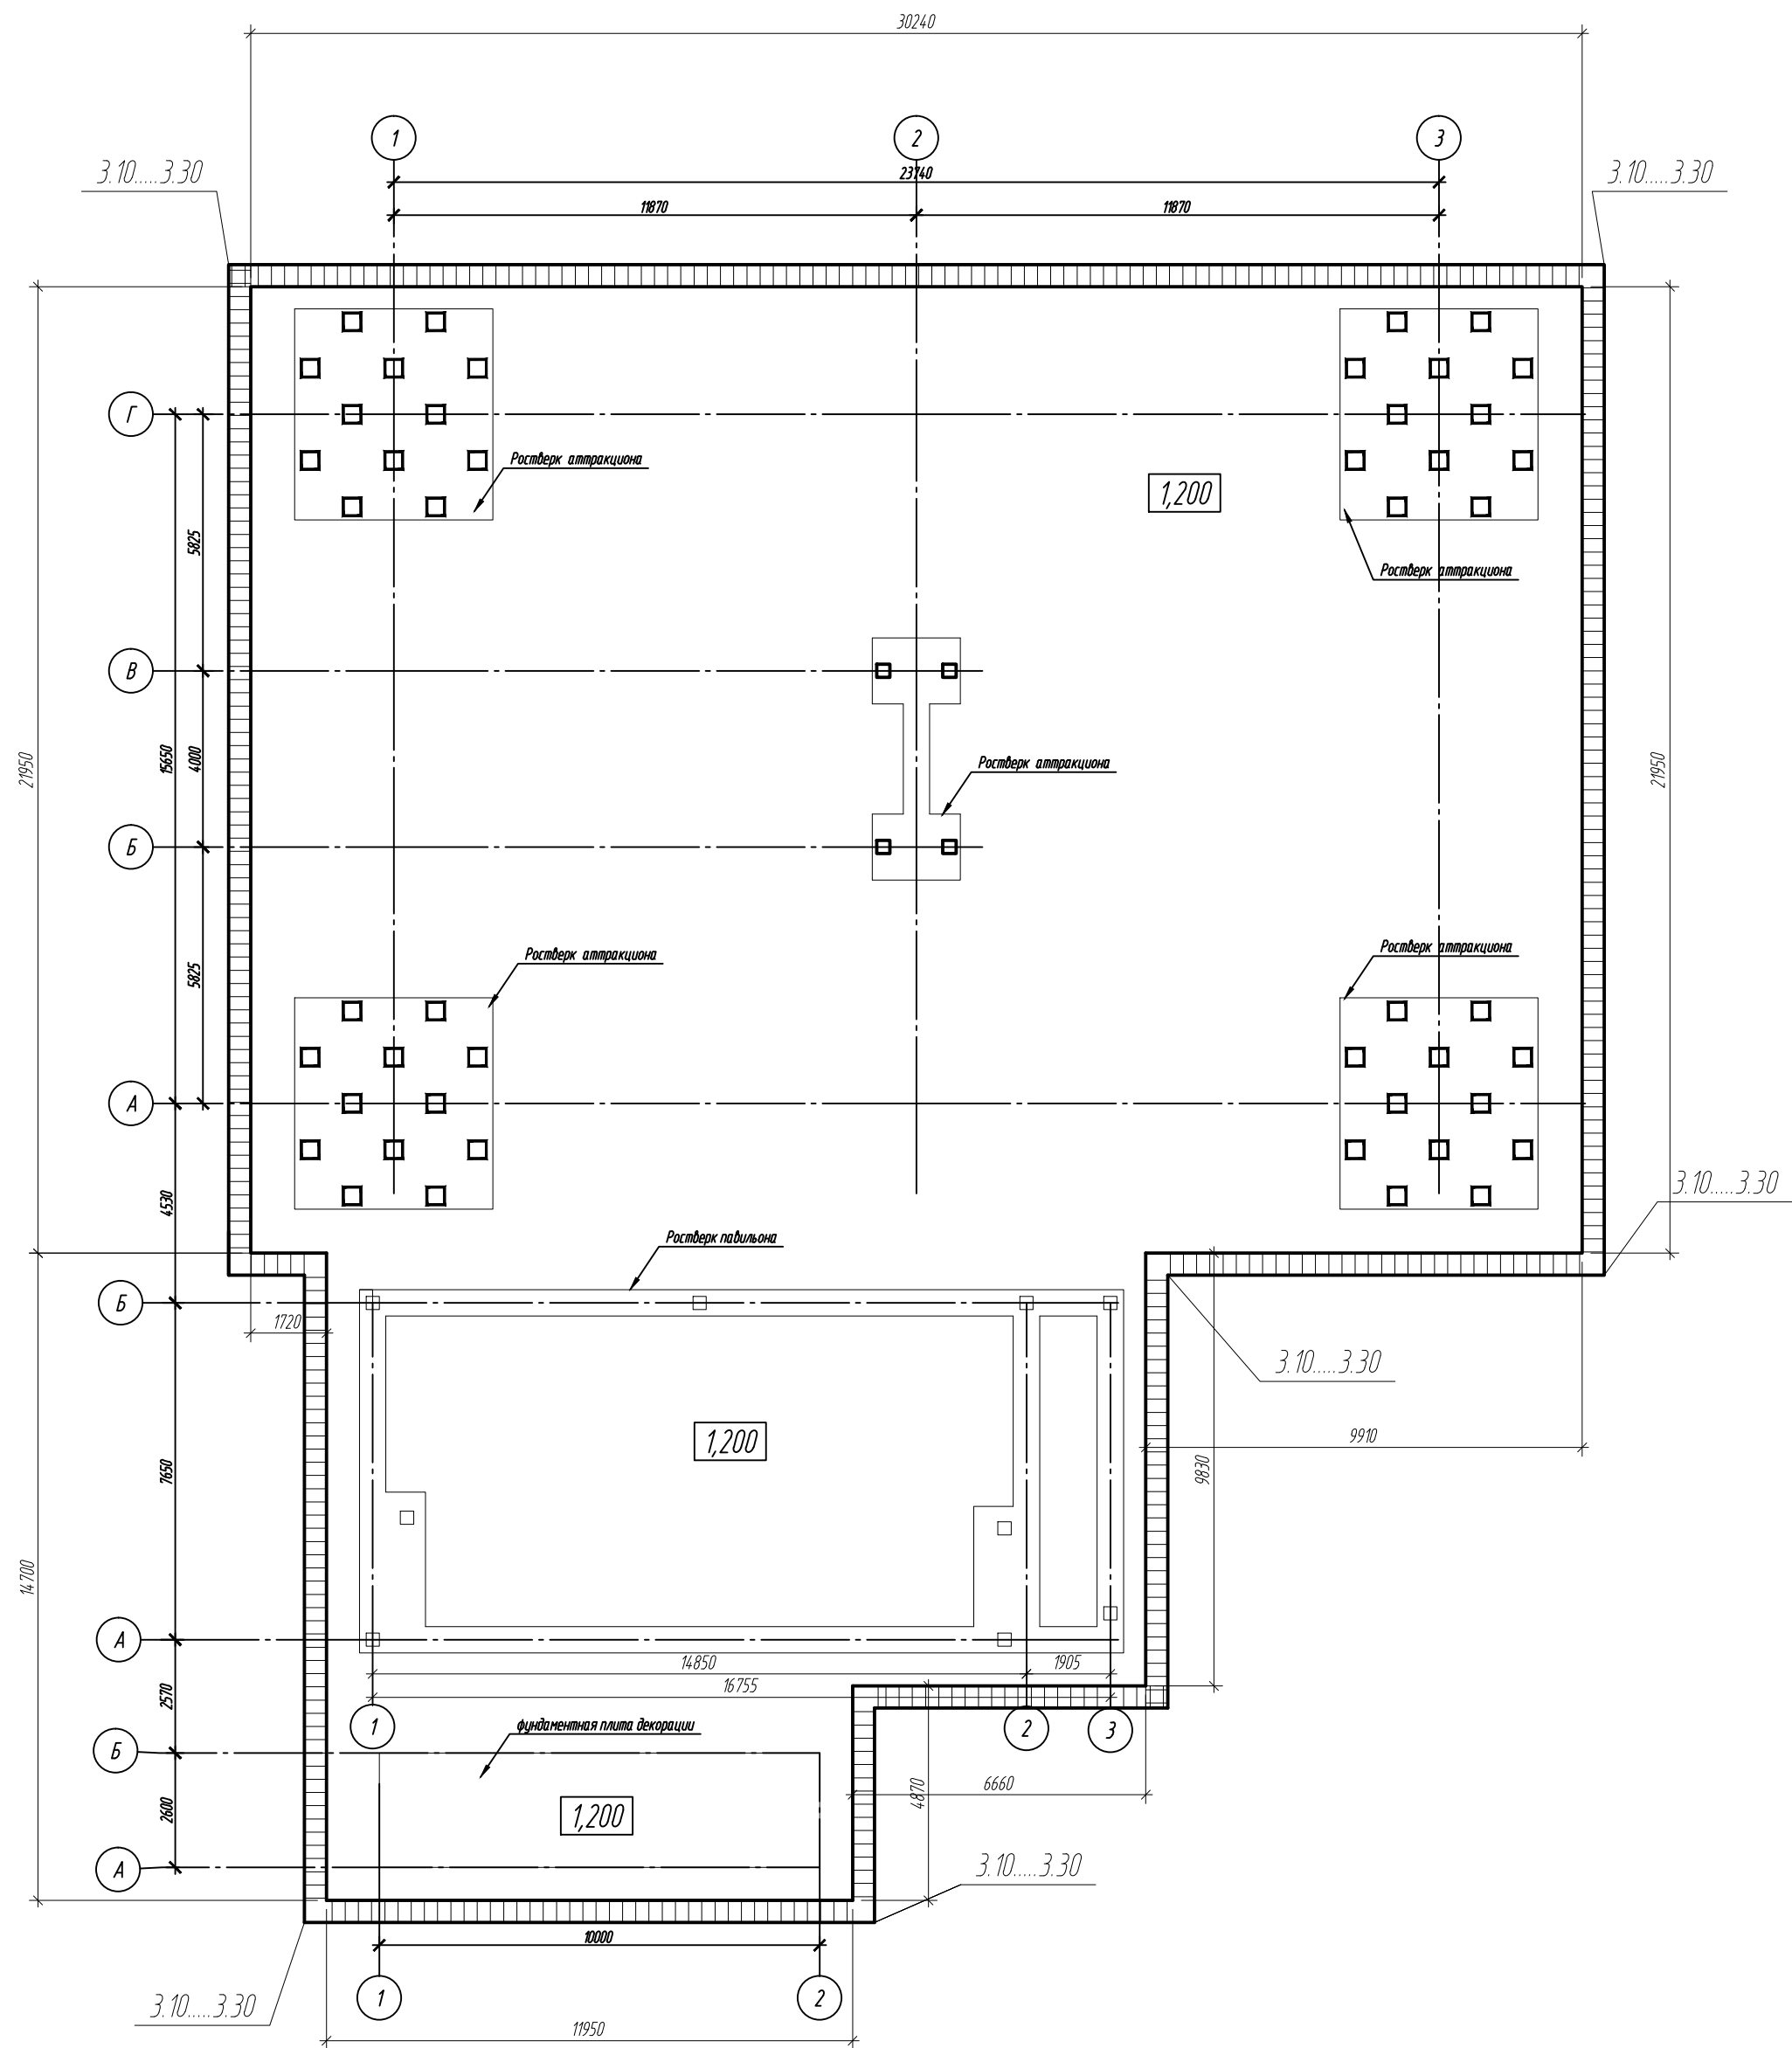 30240
1
2
3
3.10.....3.30
3.10.....3.30
23740
11870
11870
Г
Ростверк аттракциона
1,200
5825
Ростверк аттракциона
В
21950
15650
4000
Ростверк аттракциона
21950
Б
5825
Ростверк аттракциона
Ростверк аттракциона
А
4530
3.10.....3.30
Ростверк павильона
Б
1720
3.10.....3.30
1,200
9910
7650
9830
14700
А
14850
1905
16755
2570
1
2
3
фундаментная плита декорации
Б
6660
4870
1,200
2600
А
3.10.....3.30
10000
1
2
3.10.....3.30
11950